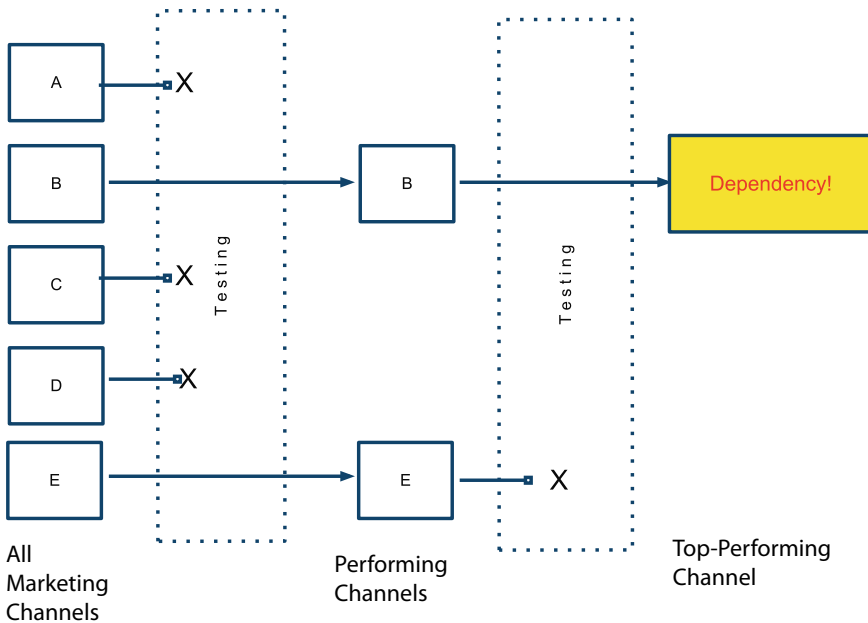 A
X
B
B
Dependency!
Testing
Testing
C
X
D
X
E
E
X
All
Marketing
Channels
Performing
Channels
Top-Performing
Channel